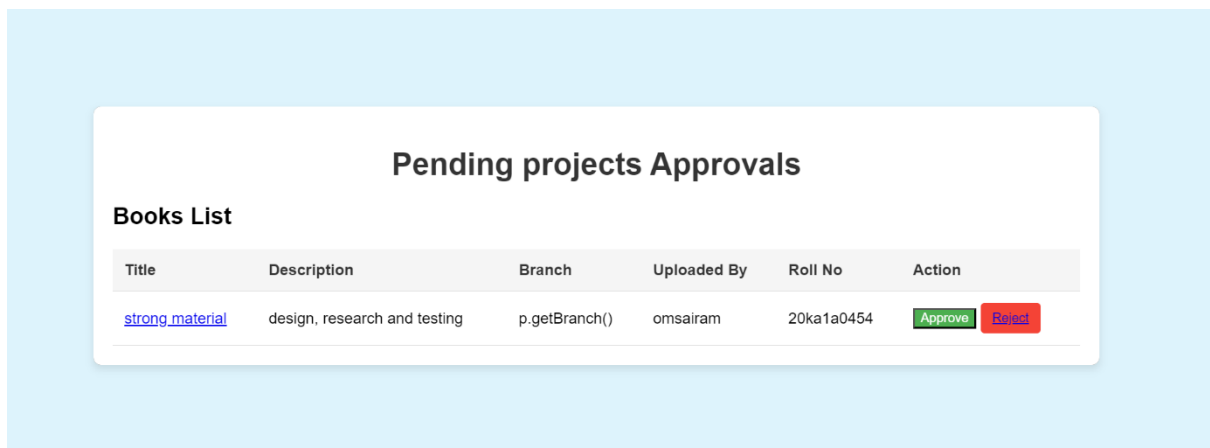 Pending projects Approvals
Books List
Title Description Branch Uploaded By Roll No Action
strong material design, research and testing p.getBranch() omsairam 20ka1a0454 Approve Reject